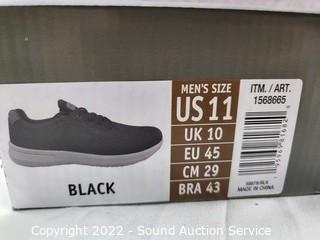 MEN'S SIZE
US 11
UK 10
EU 45
CM 29
BRA 43
ITM. / ART.
1568665
MADE IN CHINA
BLACK
Copyright 2022 - Sound Auction Service